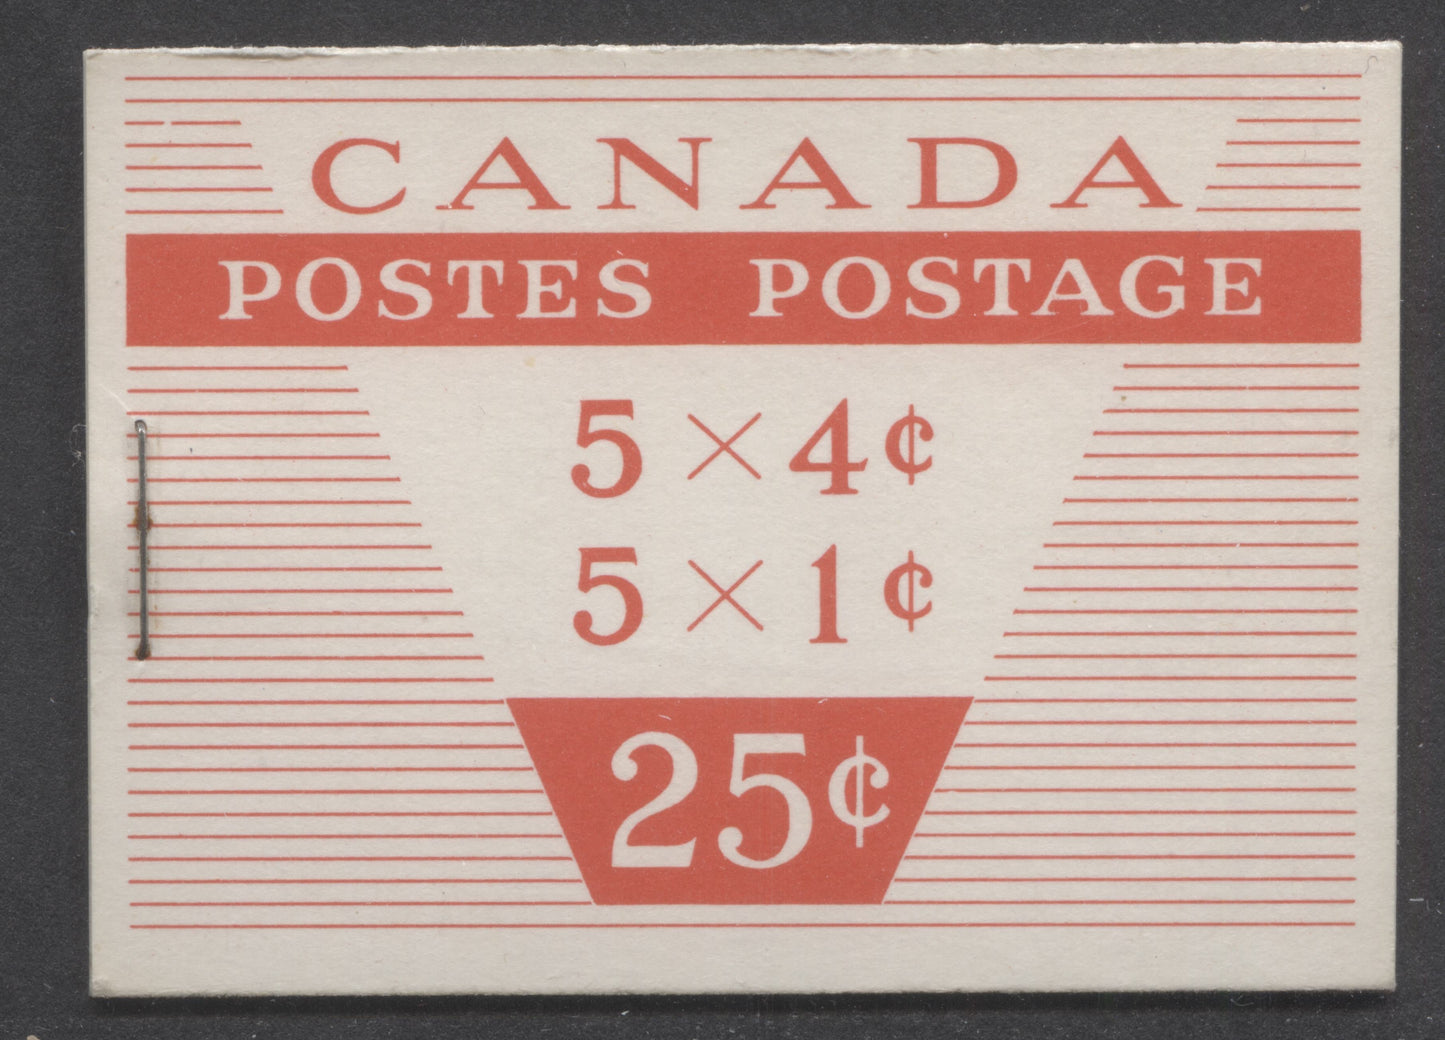 CANADA
POSTES POSTAGE
5 × 4¢
5 × 1¢
25¢